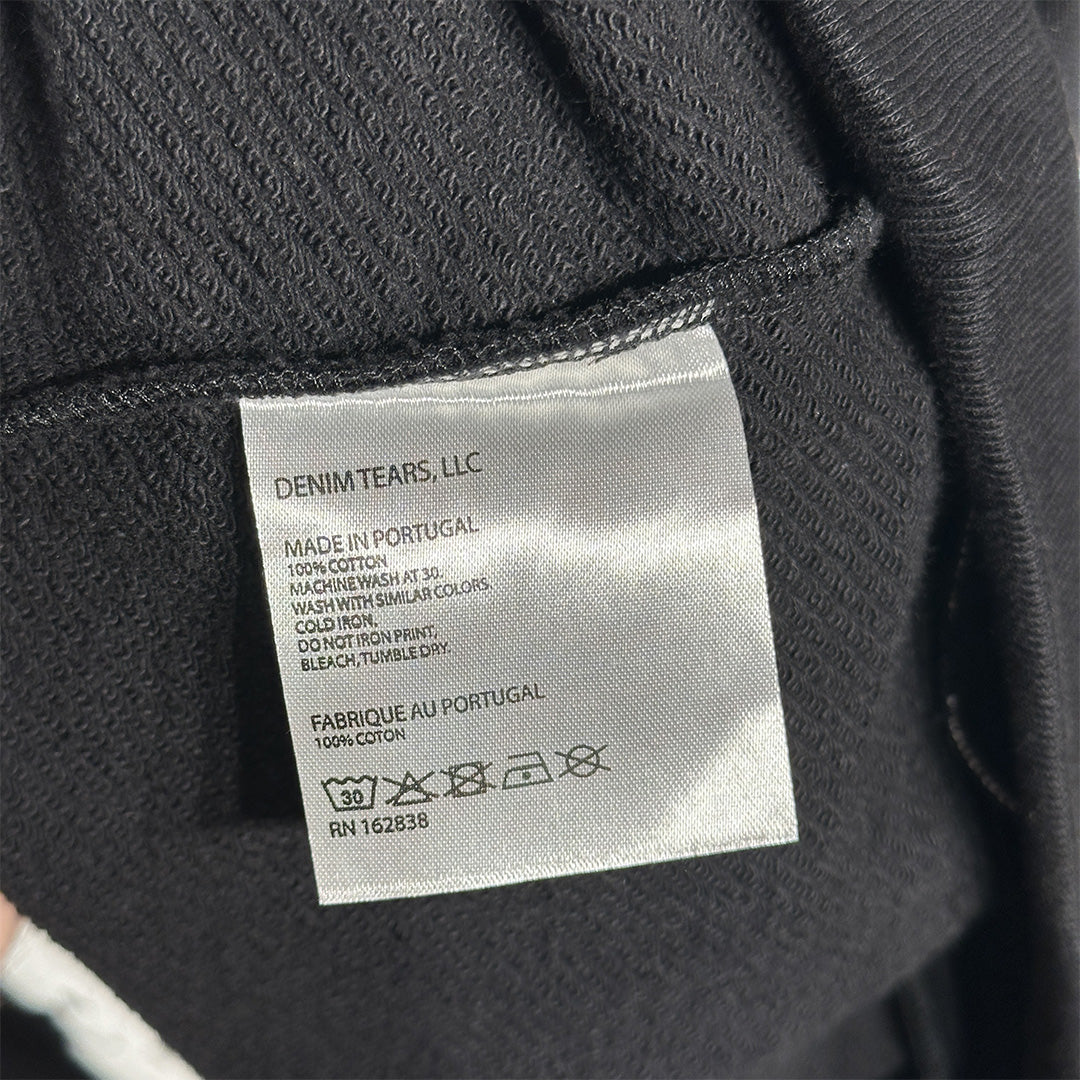 DENIM TEARS, LLC
MADE IN PORTUGAL
100% COTTON
MACHINE WASH AT 30.
WASH WITH SIMILAR COLORS
COLD IRON,
DO NOT IRON PRINT,
BLEACH, TUMBLE DRY.
FABRIQUE AU PORTUGAL
100% COTON
30
RN 162838